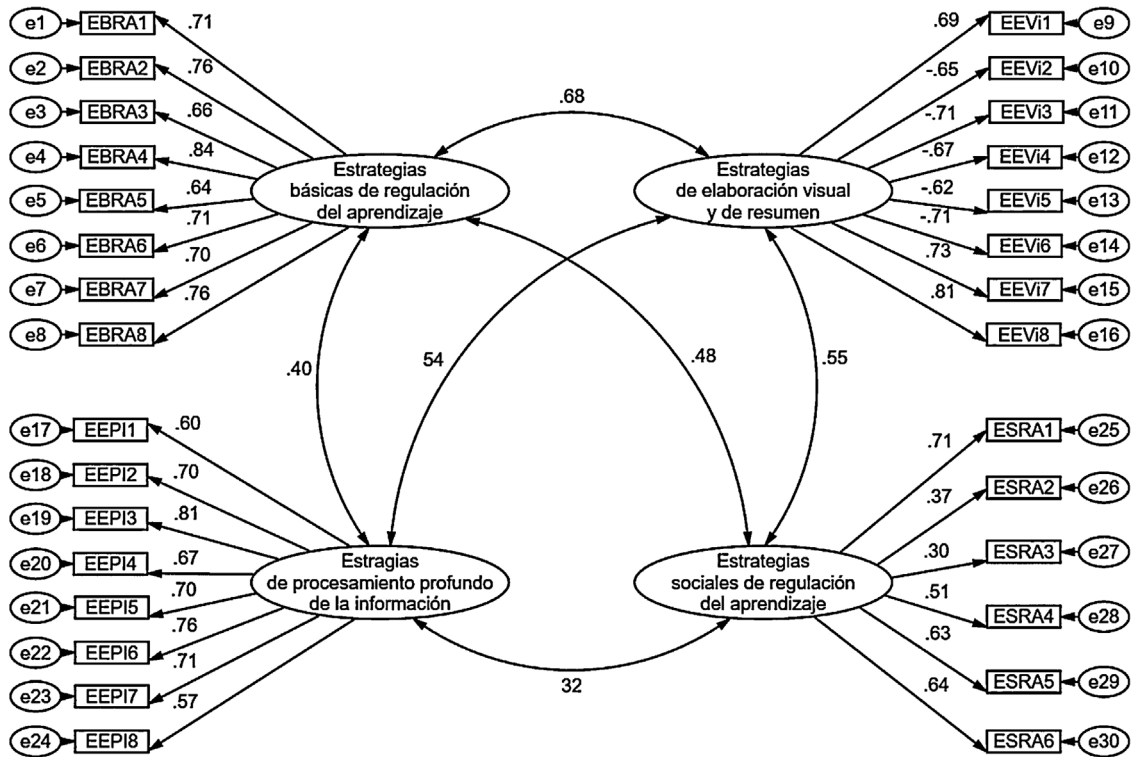 e1 EBRA1 .71
e2 EBRA2 .76
e3 EBRA3 .66
e4 EBRA4 .84
e5 EBRA5 .64
e6 EBRA6 .71
e7 EBRA7 .70
e8 EBRA8 .76
Estrategias
básicas de regulación
del aprendizaje
.68
Estrategias
de elaboración visual
y de resumen
.69 EEVi1 e9
-.65 EEVi2 e10
-.71 EEVi3 e11
-.67 EEVi4 e12
-.62 EEVi5 e13
-.71 EEVi6 e14
.73 EEVi7 e15
.81 EEVi8 e16
.40
54
.48
.55
e17 EEPI1 .60
e18 EEPI2 .70
e19 EEPI3 .81
e20 EEPI4 .67
e21 EEPI5 .70
e22 EEPI6 .76
e23 EEPI7 .71
e24 EEPI8 .57
Estragias
de procesamiento profundo
de la información
32
Estrategias
sociales de regulación
del aprendizaje
.71 ESRA1 e25
.37 ESRA2 e26
.30 ESRA3 e27
.51 ESRA4 e28
.63 ESRA5 e29
.64 ESRA6 e30